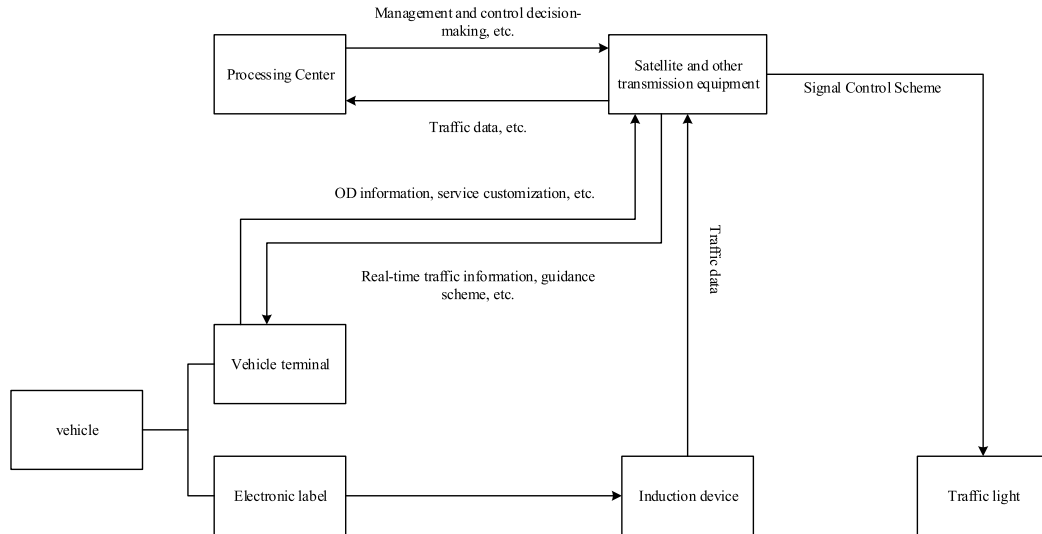 Management and control decision-
making, etc.
Processing Center
Satellite and other
transmission equipment
Signal Control Scheme
Traffic data, etc.
OD information, service customization, etc.
Traffic data
Real-time traffic information, guidance
scheme, etc.
Vehicle terminal
vehicle
Electronic label
Induction device
Traffic light